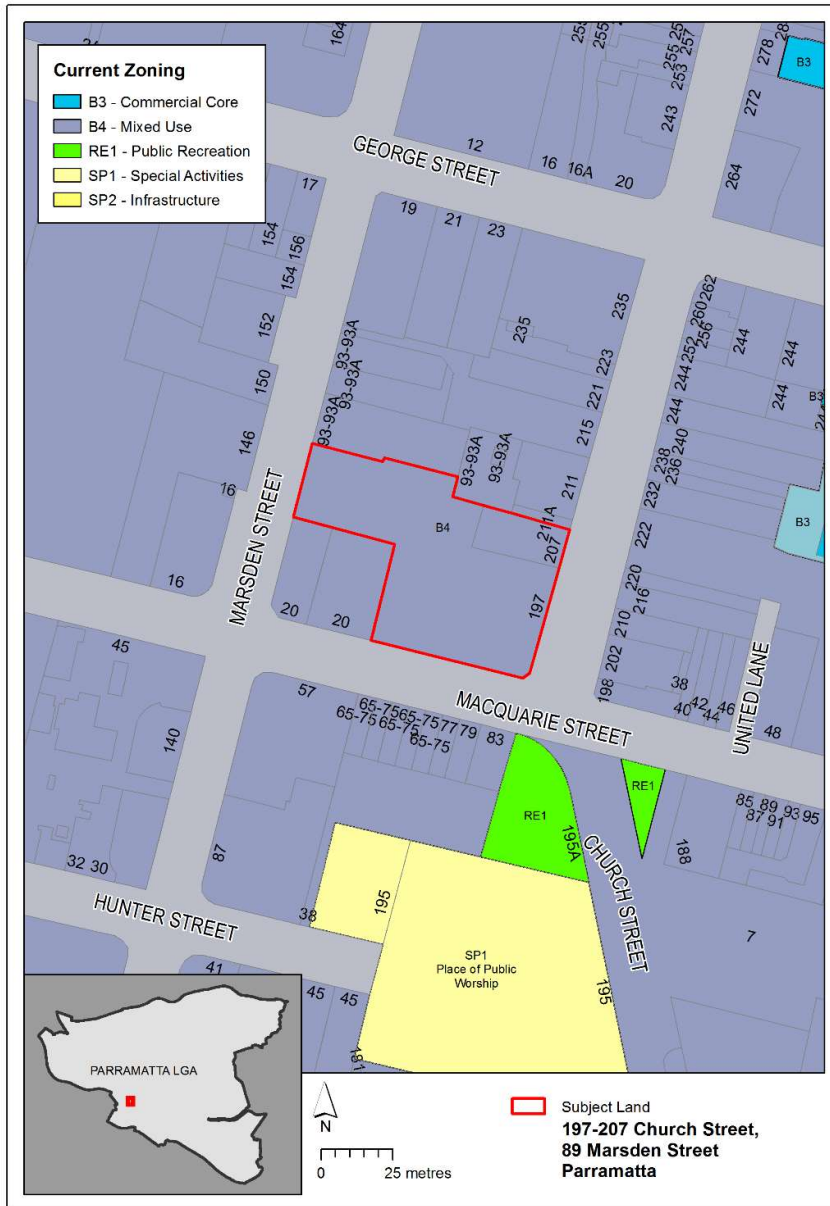 Current Zoning
B3 - Commercial Core
B4 - Mixed Use
RE1 - Public Recreation
SP1 - Special Activities
SP2 - Infrastructure
164
255
255
257
253
243
278
B3
272
264
12
16
16A
20
GEORGE STREET
17
19
21
23
154
156
154
152
150
146
16
16
235
235
223
221
215
211
211A
207
197
93-93A
93-93A
93-93A
93-93A
93-93A
262
260
256
252
244
244
244
244
244
238
240
236
232
222
220
216
210
202
198
B3
B3
B4
MARSDEN STREET
20
20
38
40
42
44
46
48
UNITED LANE
MACQUARIE STREET
45
140
57
65-75
65-75
65-75
65-75
65-75
77
79
83
RE1
195A
RE1
CHURCH STREET
188
85
87
89
91
93
95
7
32
30
87
HUNTER STREET
38
195
SP1
Place of Public
Worship
195
41
45
45
181
PARRAMATTA LGA
N
0 25 metres
Subject Land
197-207 Church Street,
89 Marsden Street
Parramatta